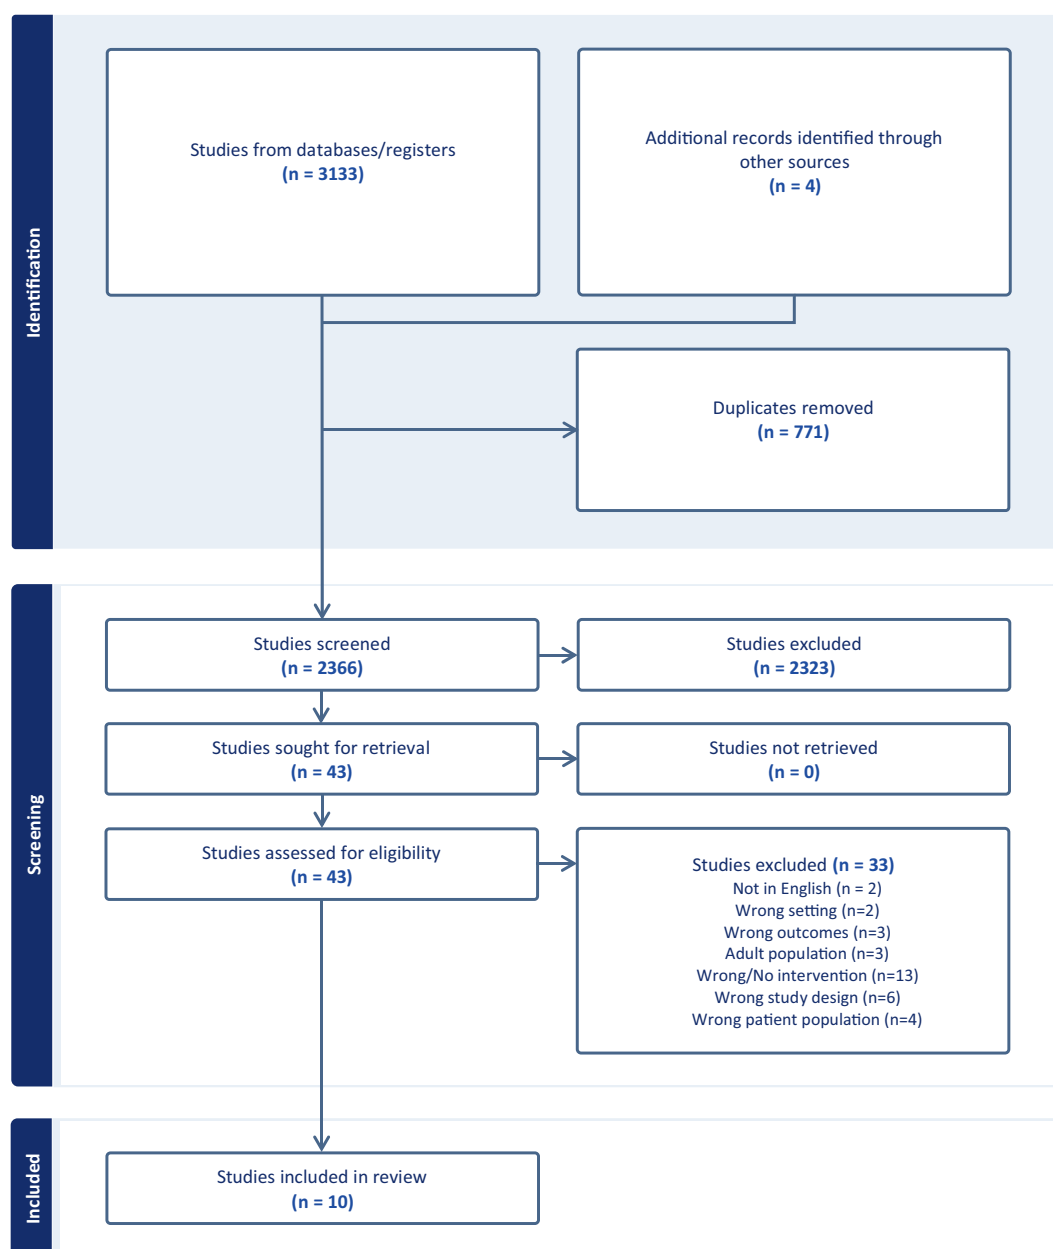 Identification
Studies from databases/registers
(n = 3133)
Additional records identified through
other sources
(n = 4)
Duplicates removed
(n = 771)
Screening
Studies screened
(n = 2366)
Studies excluded
(n = 2323)
Studies sought for retrieval
(n = 43)
Studies not retrieved
(n = 0)
Studies assessed for eligibility
(n = 43)
Studies excluded (n = 33)
Not in English (n = 2)
Wrong setting (n=2)
Wrong outcomes (n=3)
Adult population (n=3)
Wrong/No intervention (n=13)
Wrong study design (n=6)
Wrong patient population (n=4)
Included
Studies included in review
(n = 10)